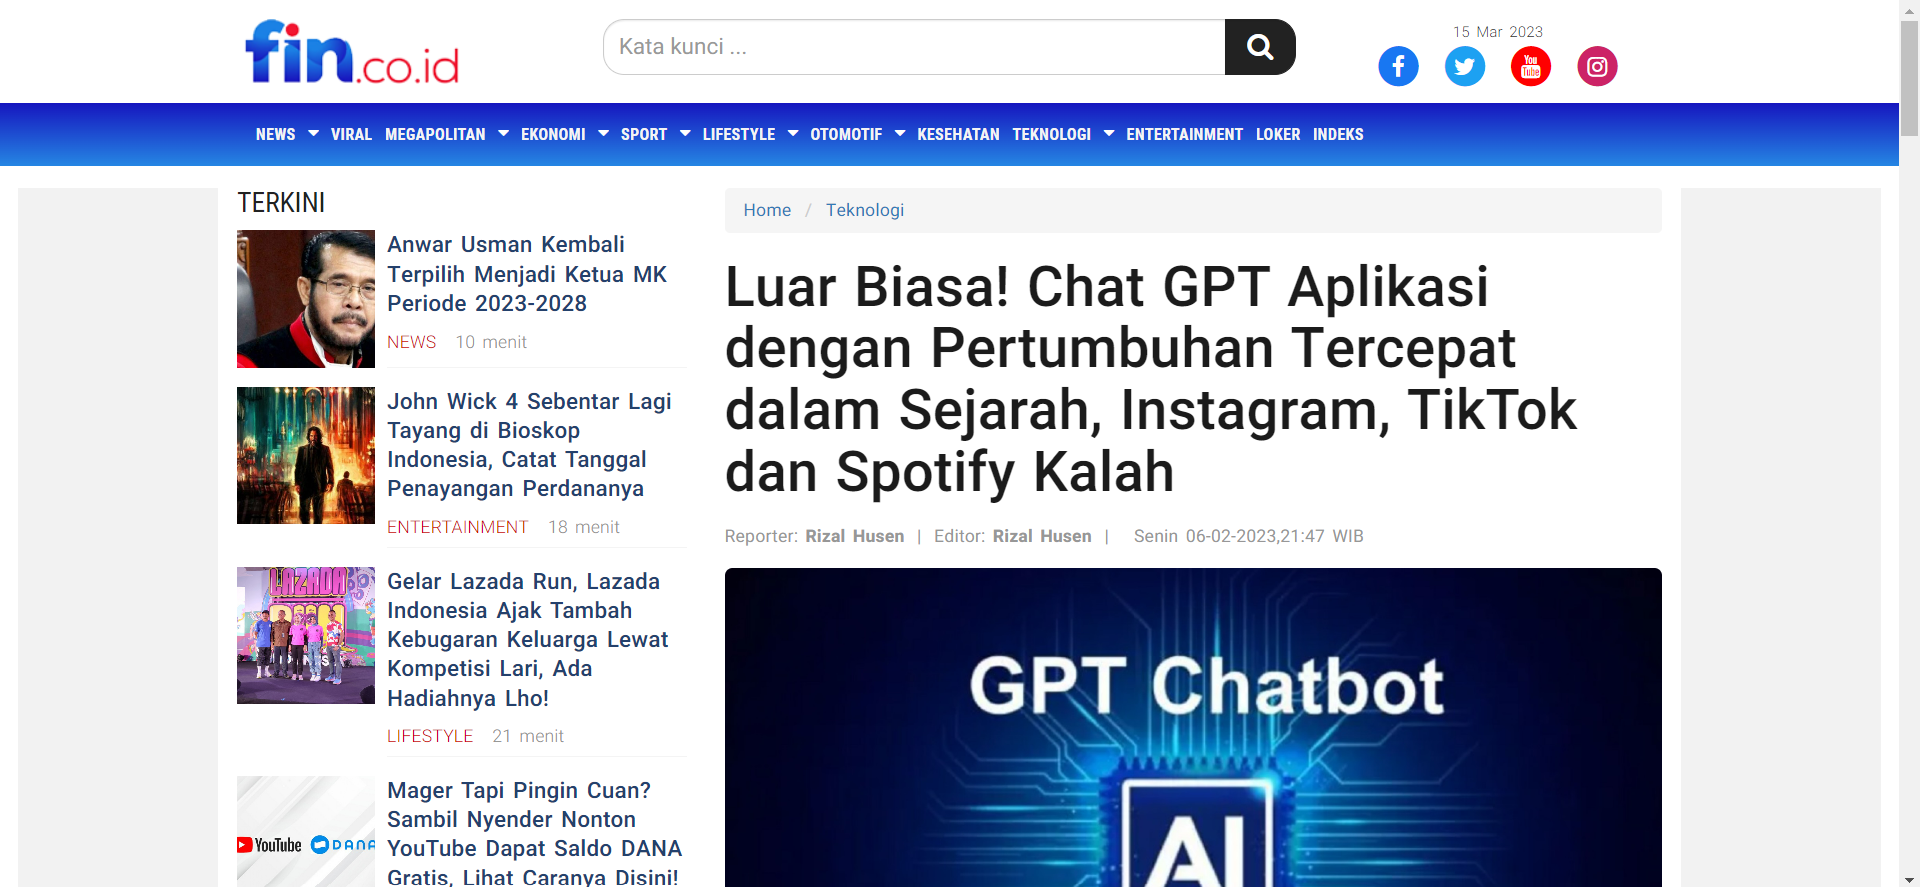 fin.co.id
Kata kunci ...
15 Mar 2023
You
Tube
NEWS VIRAL MEGAPOLITAN EKONOMI SPORT LIFESTYLE OTOMOTIF KESEHATAN TEKNOLOGI ENTERTAINMENT LOKER INDEKS
TERKINI
Anwar Usman Kembali
Terpilih Menjadi Ketua MK
Periode 2023-2028
NEWS 10 menit
John Wick 4 Sebentar Lagi
Tayang di Bioskop
Indonesia, Catat Tanggal
Penayangan Perdananya
ENTERTAINMENT 18 menit
LAZADA
RUN
Gelar Lazada Run, Lazada
Indonesia Ajak Tambah
Kebugaran Keluarga Lewat
Kompetisi Lari, Ada
Hadiahnya Lho!
LIFESTYLE 21 menit
YouTube DANA
Mager Tapi Pingin Cuan?
Sambil Nyender Nonton
YouTube Dapat Saldo DANA
Gratis, Lihat Caranya Disini!
Home / Teknologi
Luar Biasa! Chat GPT Aplikasi
dengan Pertumbuhan Tercepat
dalam Sejarah, Instagram, TikTok
dan Spotify Kalah
Reporter: Rizal Husen | Editor: Rizal Husen | Senin 06-02-2023,21:47 WIB
GPT Chatbot
AI